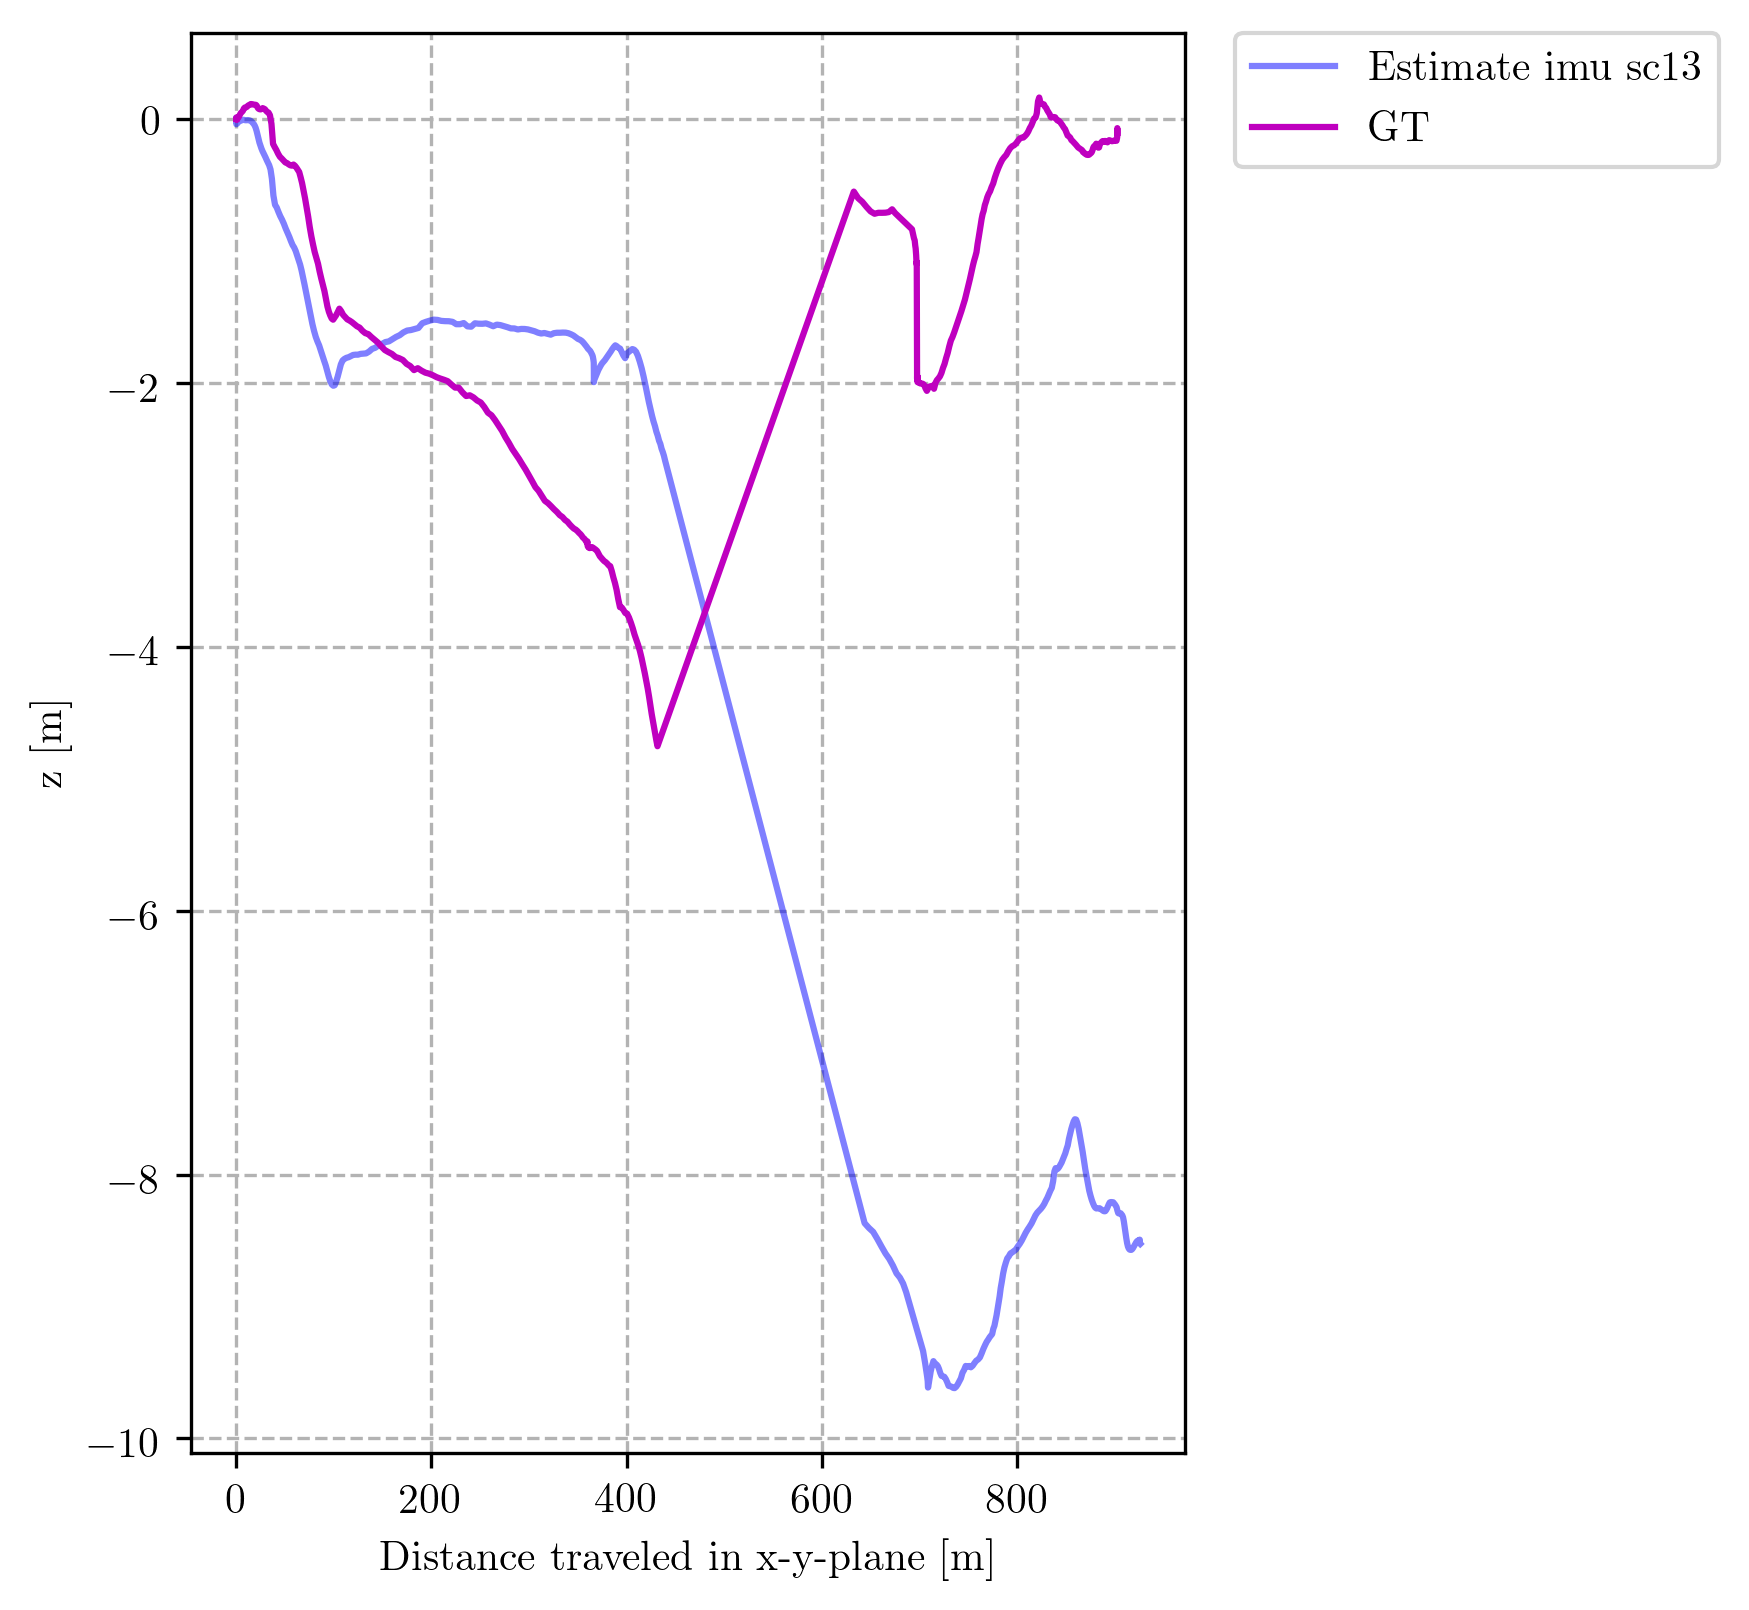 Estimate imu sc13
GT
0
−2
−4
−6
−8
−10
z [m]
0 200 400 600 800
Distance traveled in x-y-plane [m]